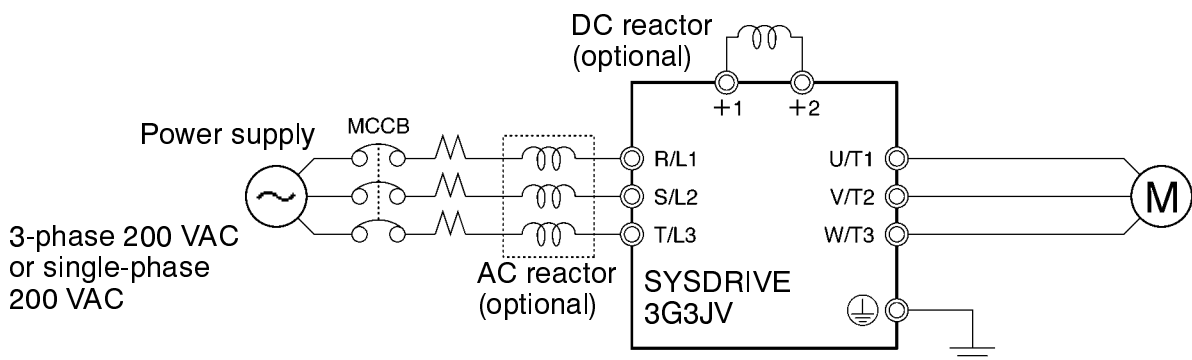 DC reactor
(optional)
+1
+2
Power supply
MCCB
R/L1
U/T1
S/L2
V/T2
M
3-phase 200 VAC
or single-phase
200 VAC
T/L3
W/T3
AC reactor
(optional)
SYSDRIVE
3G3JV